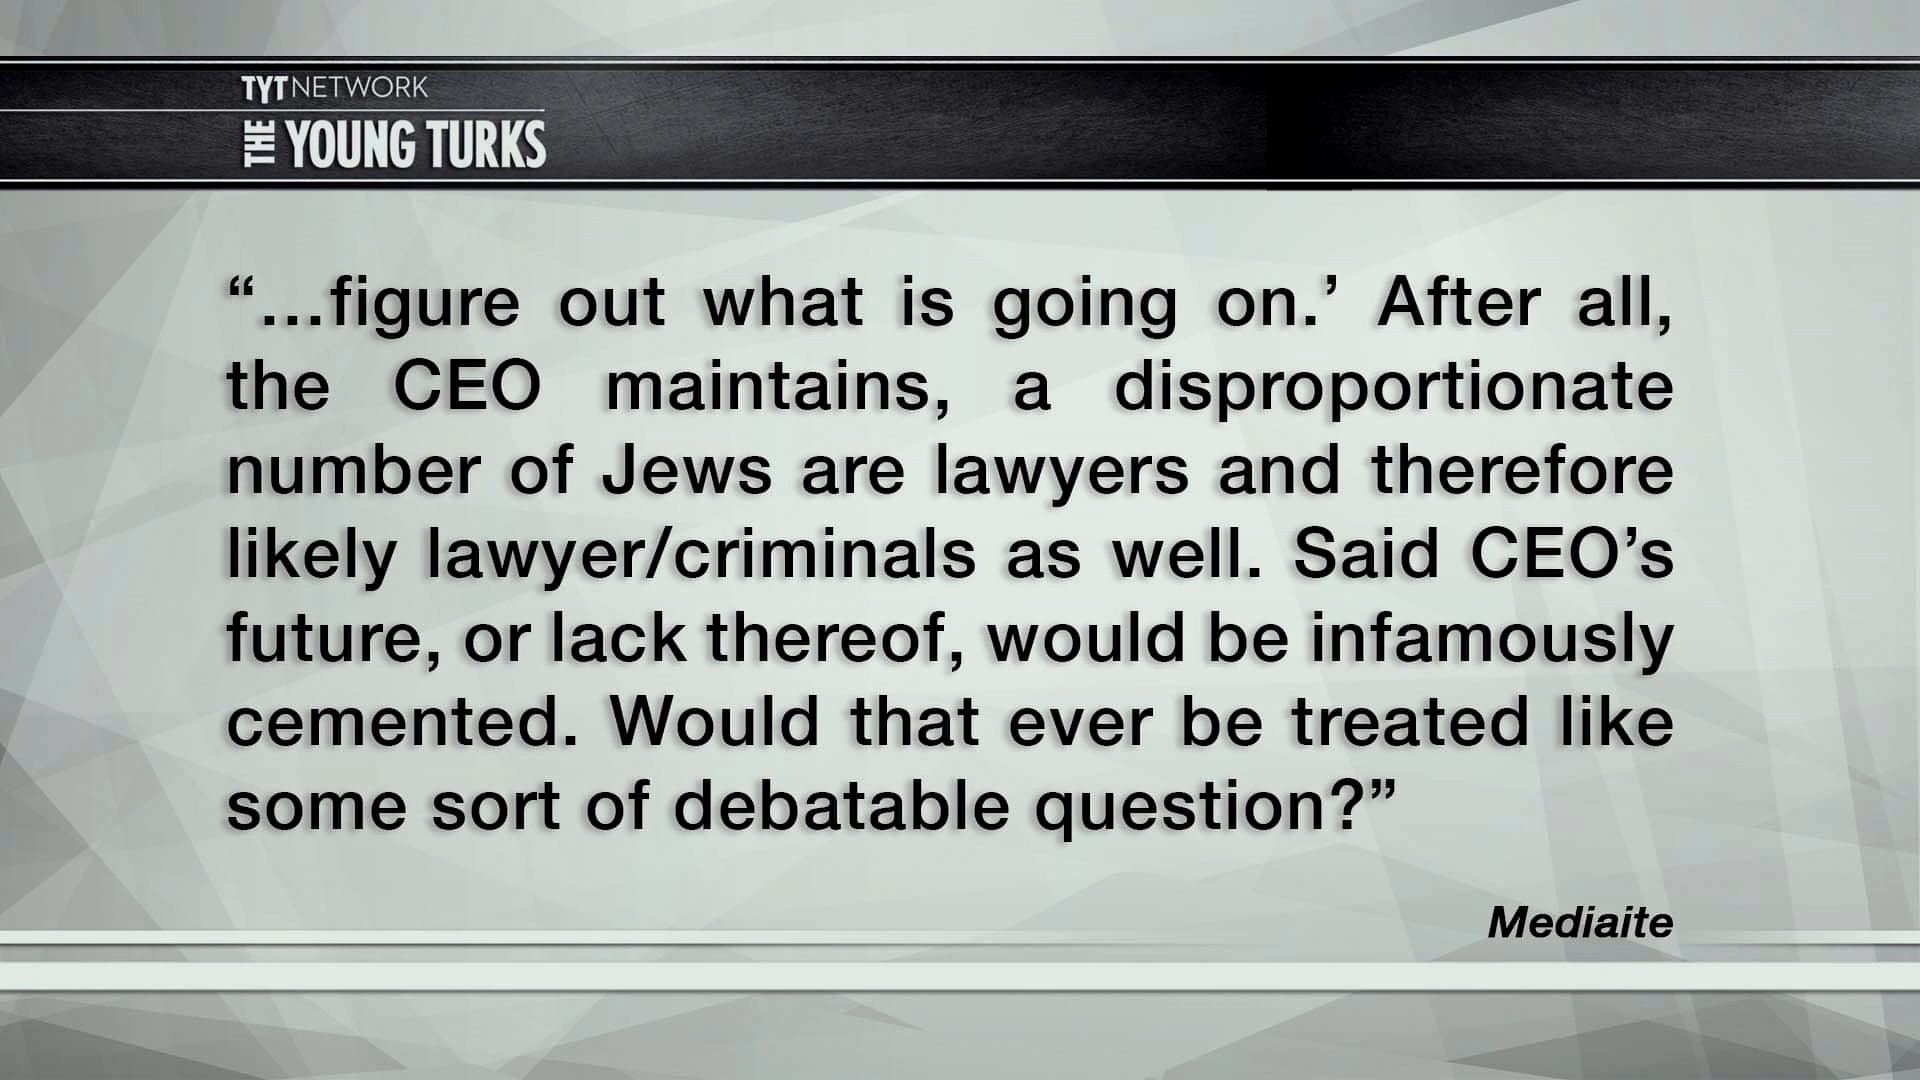 TYT NETWORK
THE YOUNG TURKS
“...figure out what is going on.’ After all,
the CEO maintains, a disproportionate
number of Jews are lawyers and therefore
likely lawyer/criminals as well. Said CEO’s
future, or lack thereof, would be infamously
cemented. Would that ever be treated like
some sort of debatable question?”
Mediaite